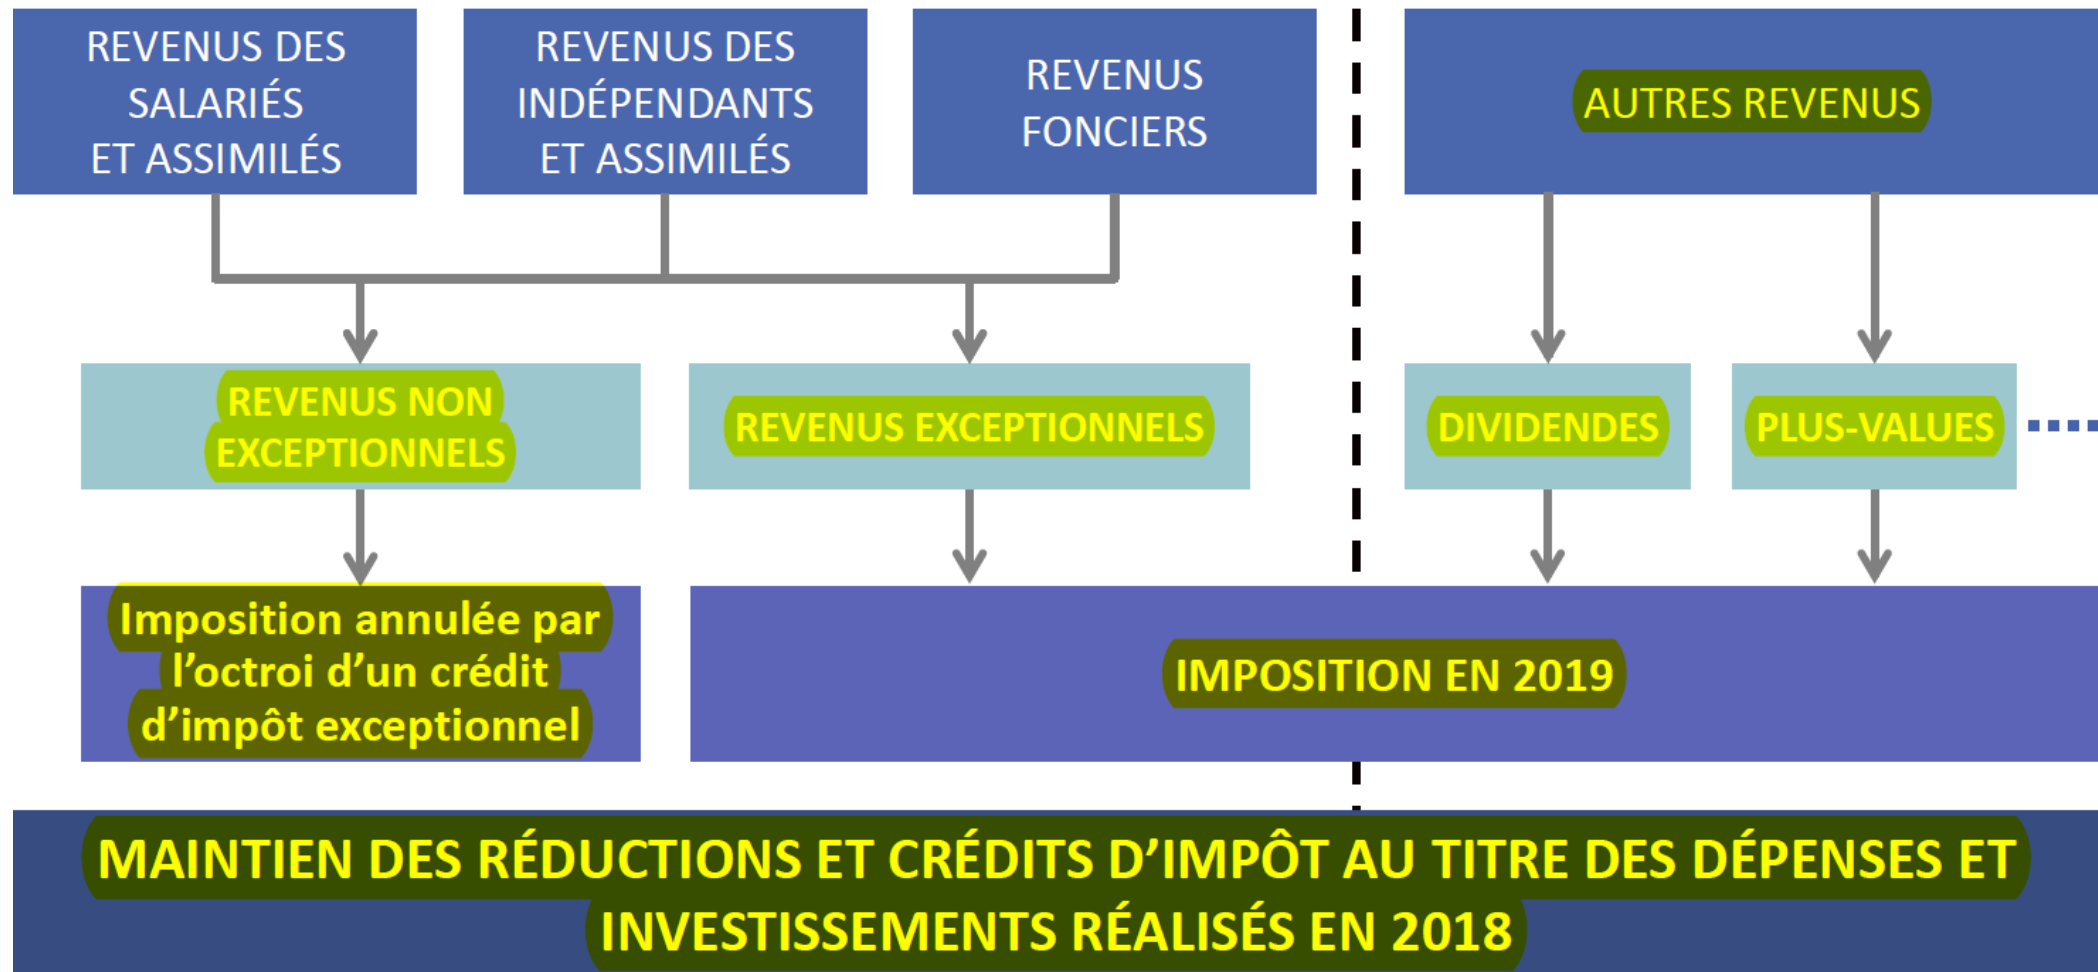 REVENUS DES
SALARIÉS
ET ASSIMILÉS
REVENUS DES
INDÉPENDANTS
ET ASSIMILÉS
REVENUS
FONCIERS
AUTRES REVENUS
REVENUS NON
EXCEPTIONNELS
REVENUS EXCEPTIONNELS
DIVIDENDES
PLUS-VALUES
Imposition annulée par
l’octroi d’un crédit
d’impôt exceptionnel
IMPOSITION EN 2019
MAINTIEN DES RÉDUCTIONS ET CRÉDITS D’IMPÔT AU TITRE DES DÉPENSES ET
INVESTISSEMENTS RÉALISÉS EN 2018